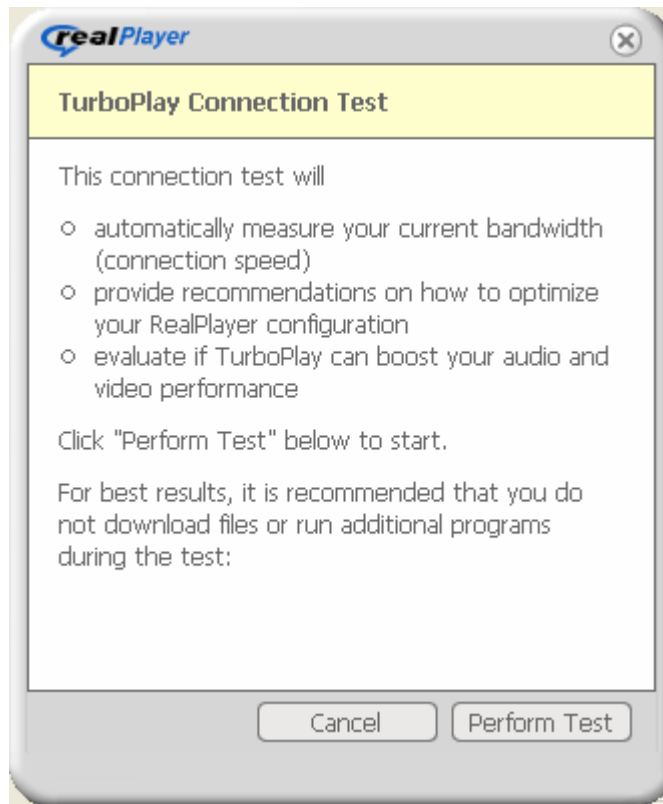 realPlayer
TurboPlay Connection Test
This connection test will
automatically measure your current bandwidth
(connection speed)
provide recommendations on how to optimize
your RealPlayer configuration
evaluate if TurboPlay can boost your audio and
video performance
Click "Perform Test" below to start.
For best results, it is recommended that you do
not download files or run additional programs
during the test:
Cancel
Perform Test